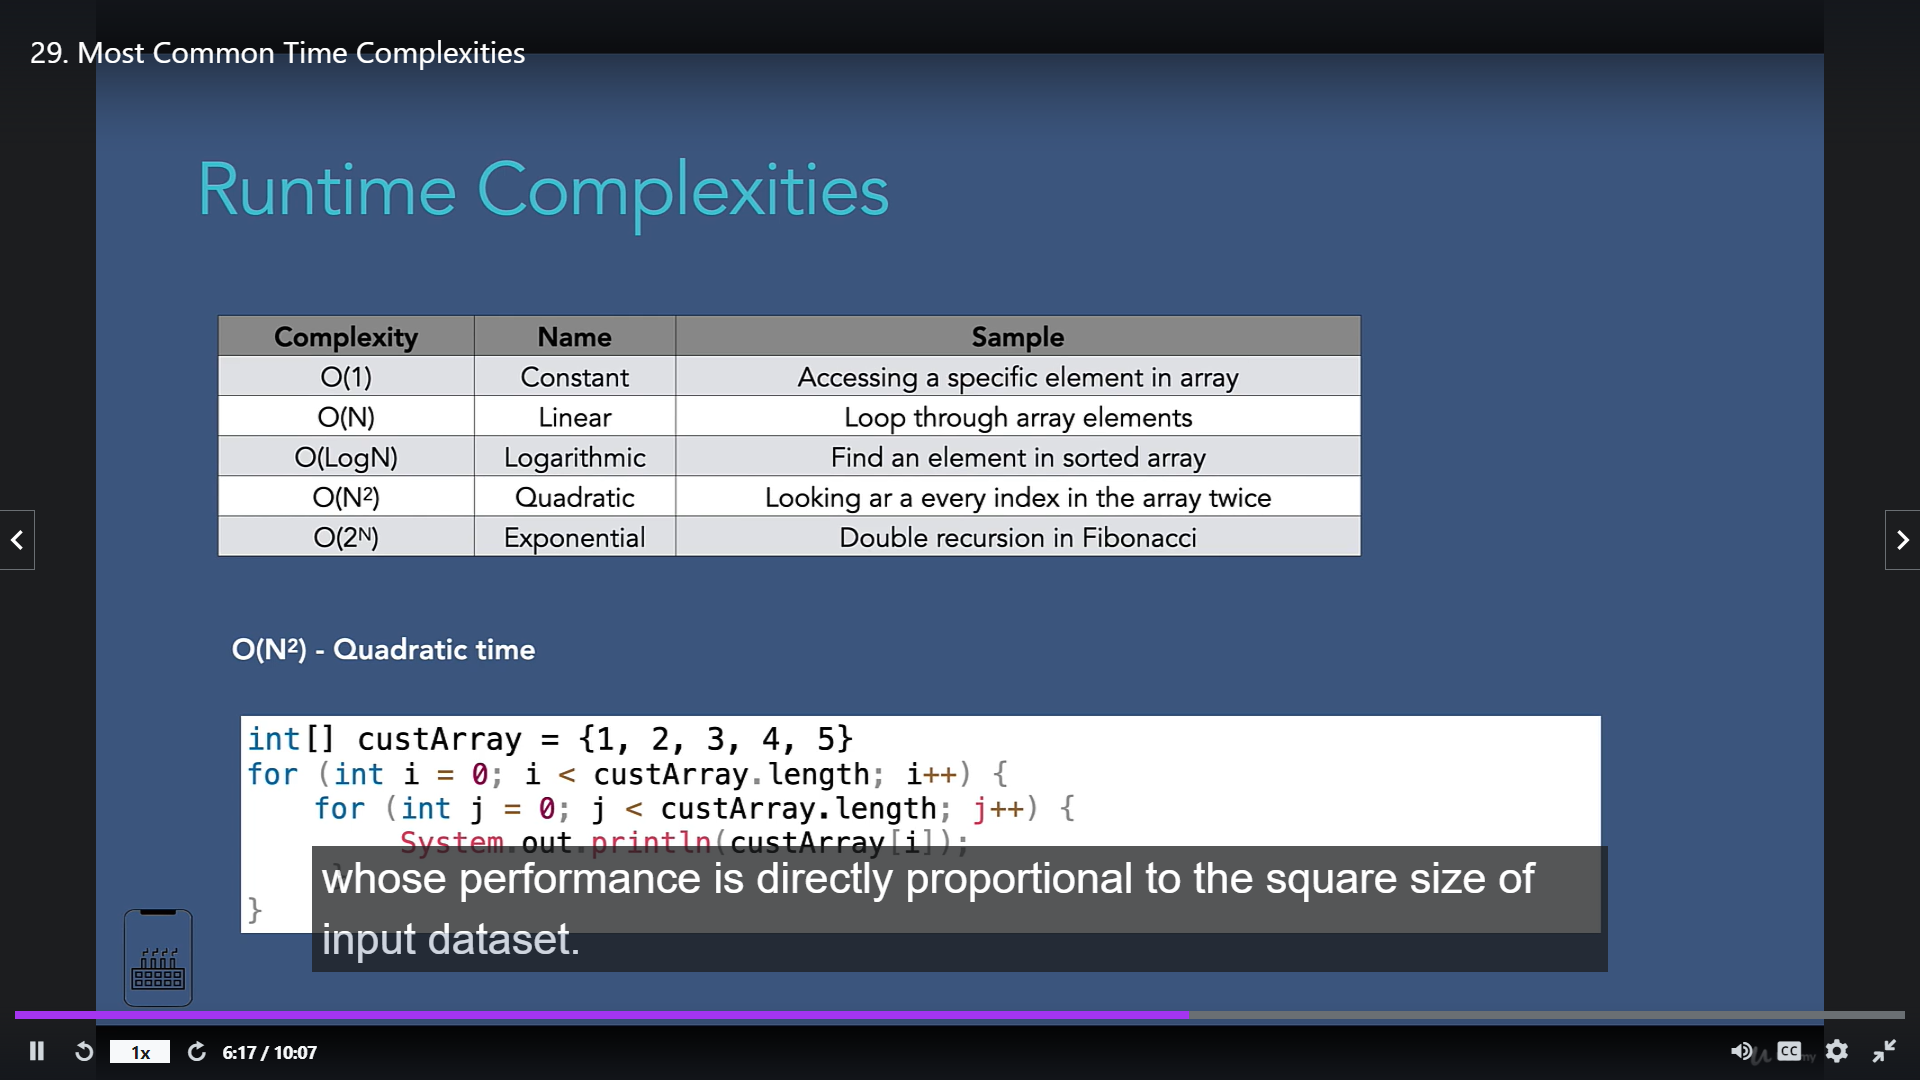 29. Most Common Time Complexities
Runtime Complexities
Complexity Name Sample
O(1) Constant Accessing a specific element in array
O(N) Linear Loop through array elements
O(LogN) Logarithmic Find an element in sorted array
O(N²) Quadratic Looking ar a every index in the array twice
O(2ᴺ) Exponential Double recursion in Fibonacci
O(N²) - Quadratic time
int[] custArray = {1, 2, 3, 4, 5}
for (int i = 0; i < custArray.length; i++) {
for (int j = 0; j < custArray.length; j++) {
System.out.println(custArray[i]);
}
}
whose performance is directly proportional to the square size of
input dataset.
1x 6:17 / 10:07 CC